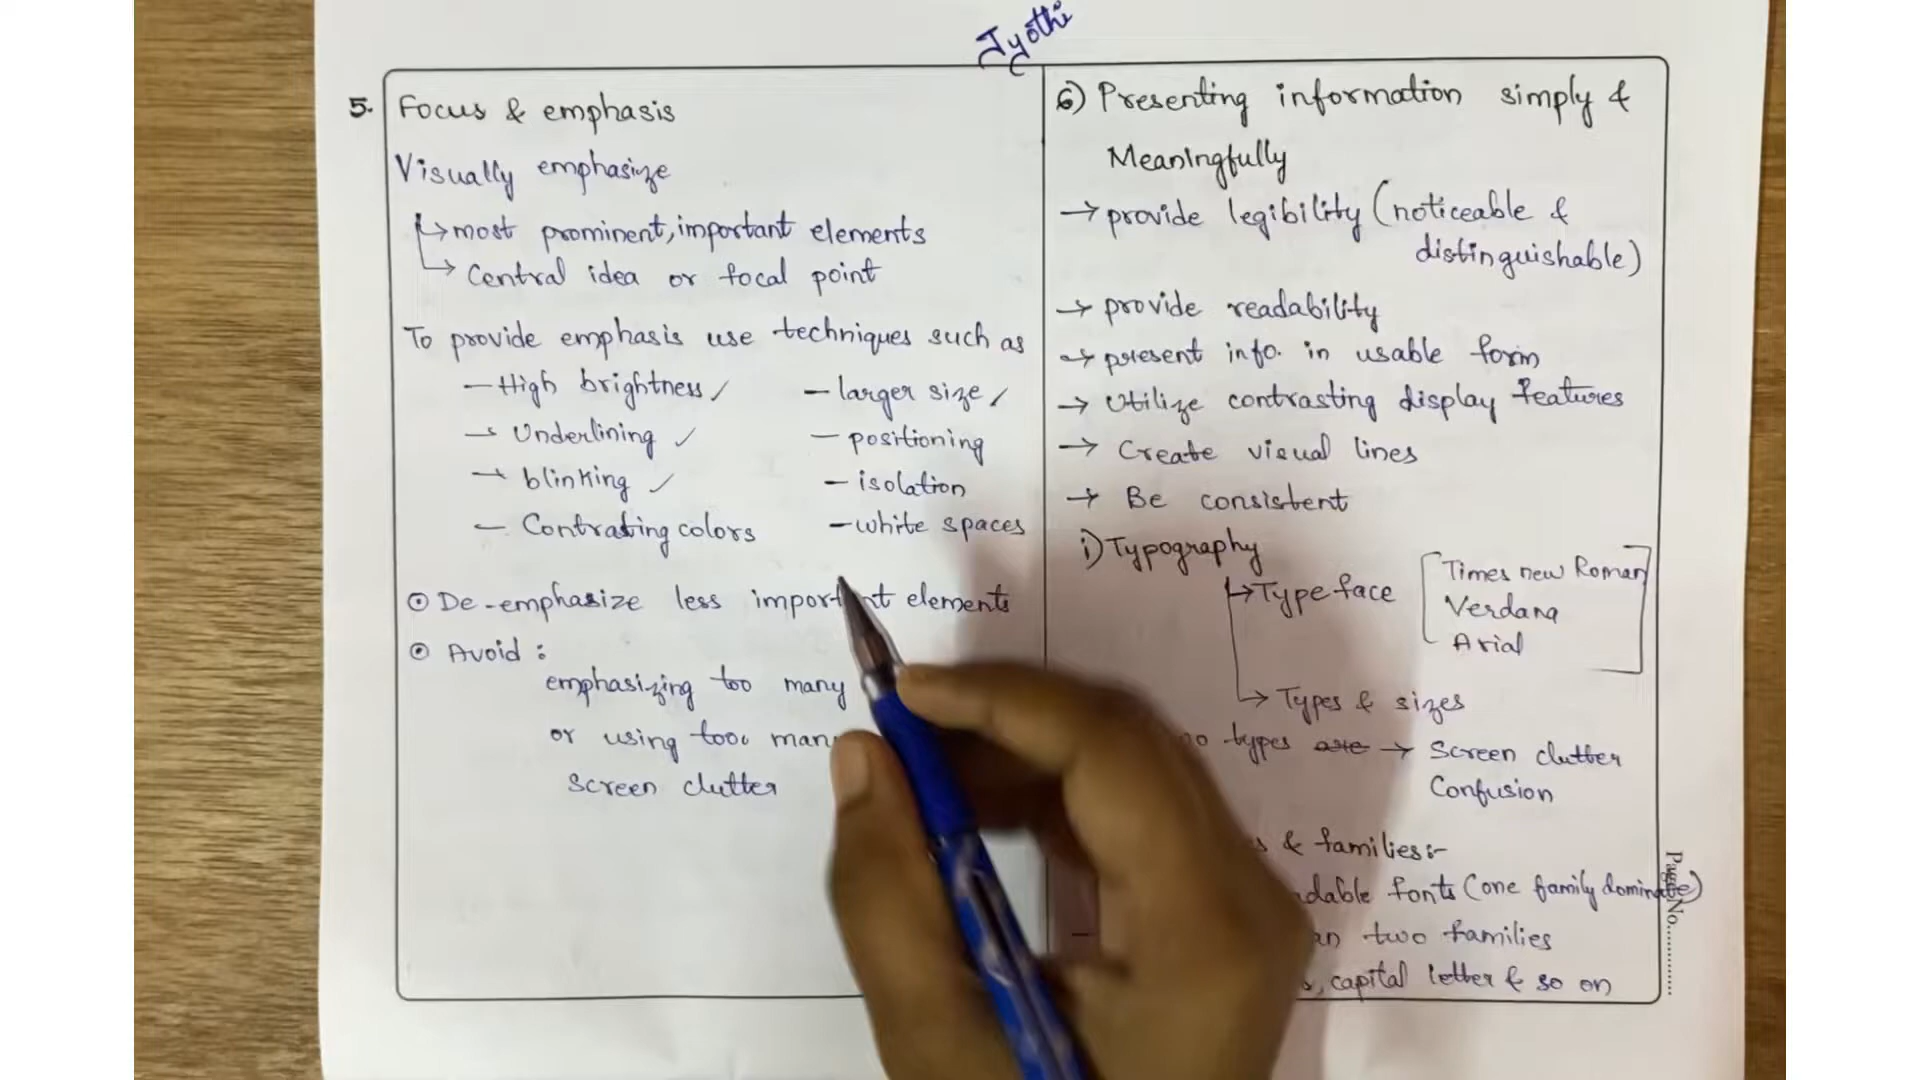 Jyothi
5. Focus & emphasis
Visually emphasize
↳ most prominent, important elements
↳ Central idea or focal point
To provide emphasis use techniques such as
- High brightness ✓
- Underlining ✓
- blinking ✓
- Contrating colors
- larger size ✓
- positioning
- isolation
- white spaces
⊙ De-emphasize less important elements
⊙ Avoid :
emphasizing too many
or using too many
Screen clutter
6) Presenting information simply &
Meaningfully
→ provide legibility (noticeable &
distinguishable)
→ provide readability
→ present info. in usable form
→ Utilize contrasting display features
→ Create visual lines
→ Be consistent
i) Typography
↳ Type face
Times new Roman
Verdana
Arial
↳ Types & sizes
types are → Screen clutter
Confusion
& families:-
fonts (one family dominate)
two families
, capital letter & so on
Page No............